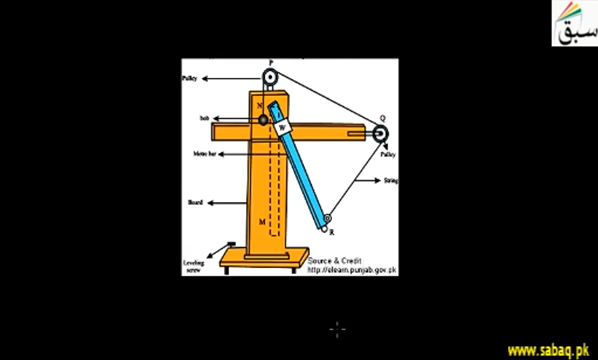 سبق
P
Pulley
N
Q
bob
W
Pulley
Metre bar
String
Board
M
R
Leveling
screw
Source & Credit
http://elearn.punjab.gov.pk
www.sabaq.pk